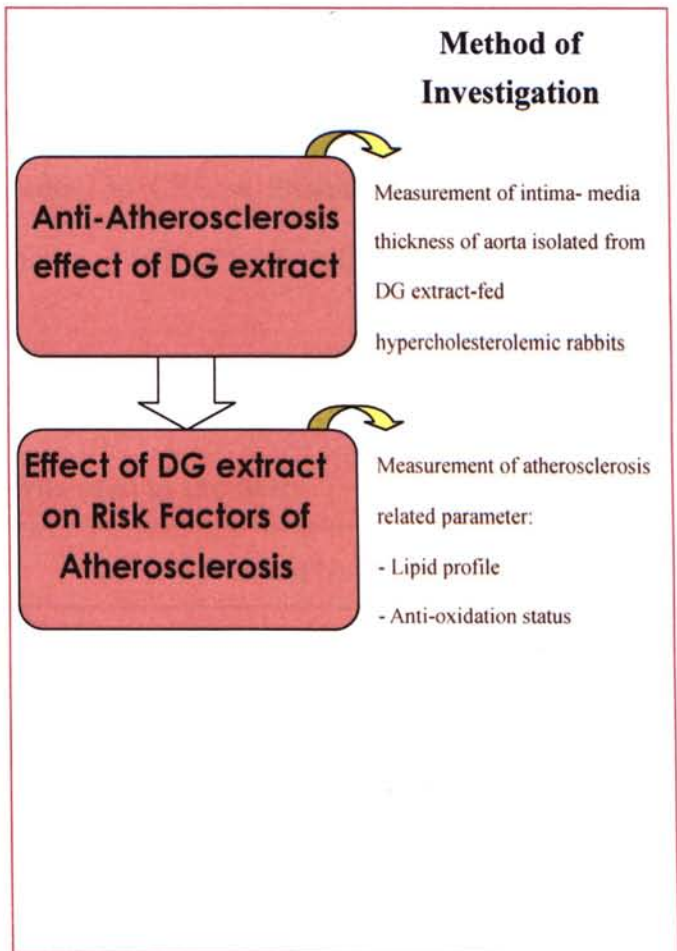 Method of
Investigation
Anti-Atherosclerosis
effect of DG extract
Measurement of intima- media
thickness of aorta isolated from
DG extract-fed
hypercholesterolemic rabbits
Effect of DG extract
on Risk Factors of
Atherosclerosis
Measurement of atherosclerosis
related parameter:
- Lipid profile
- Anti-oxidation status